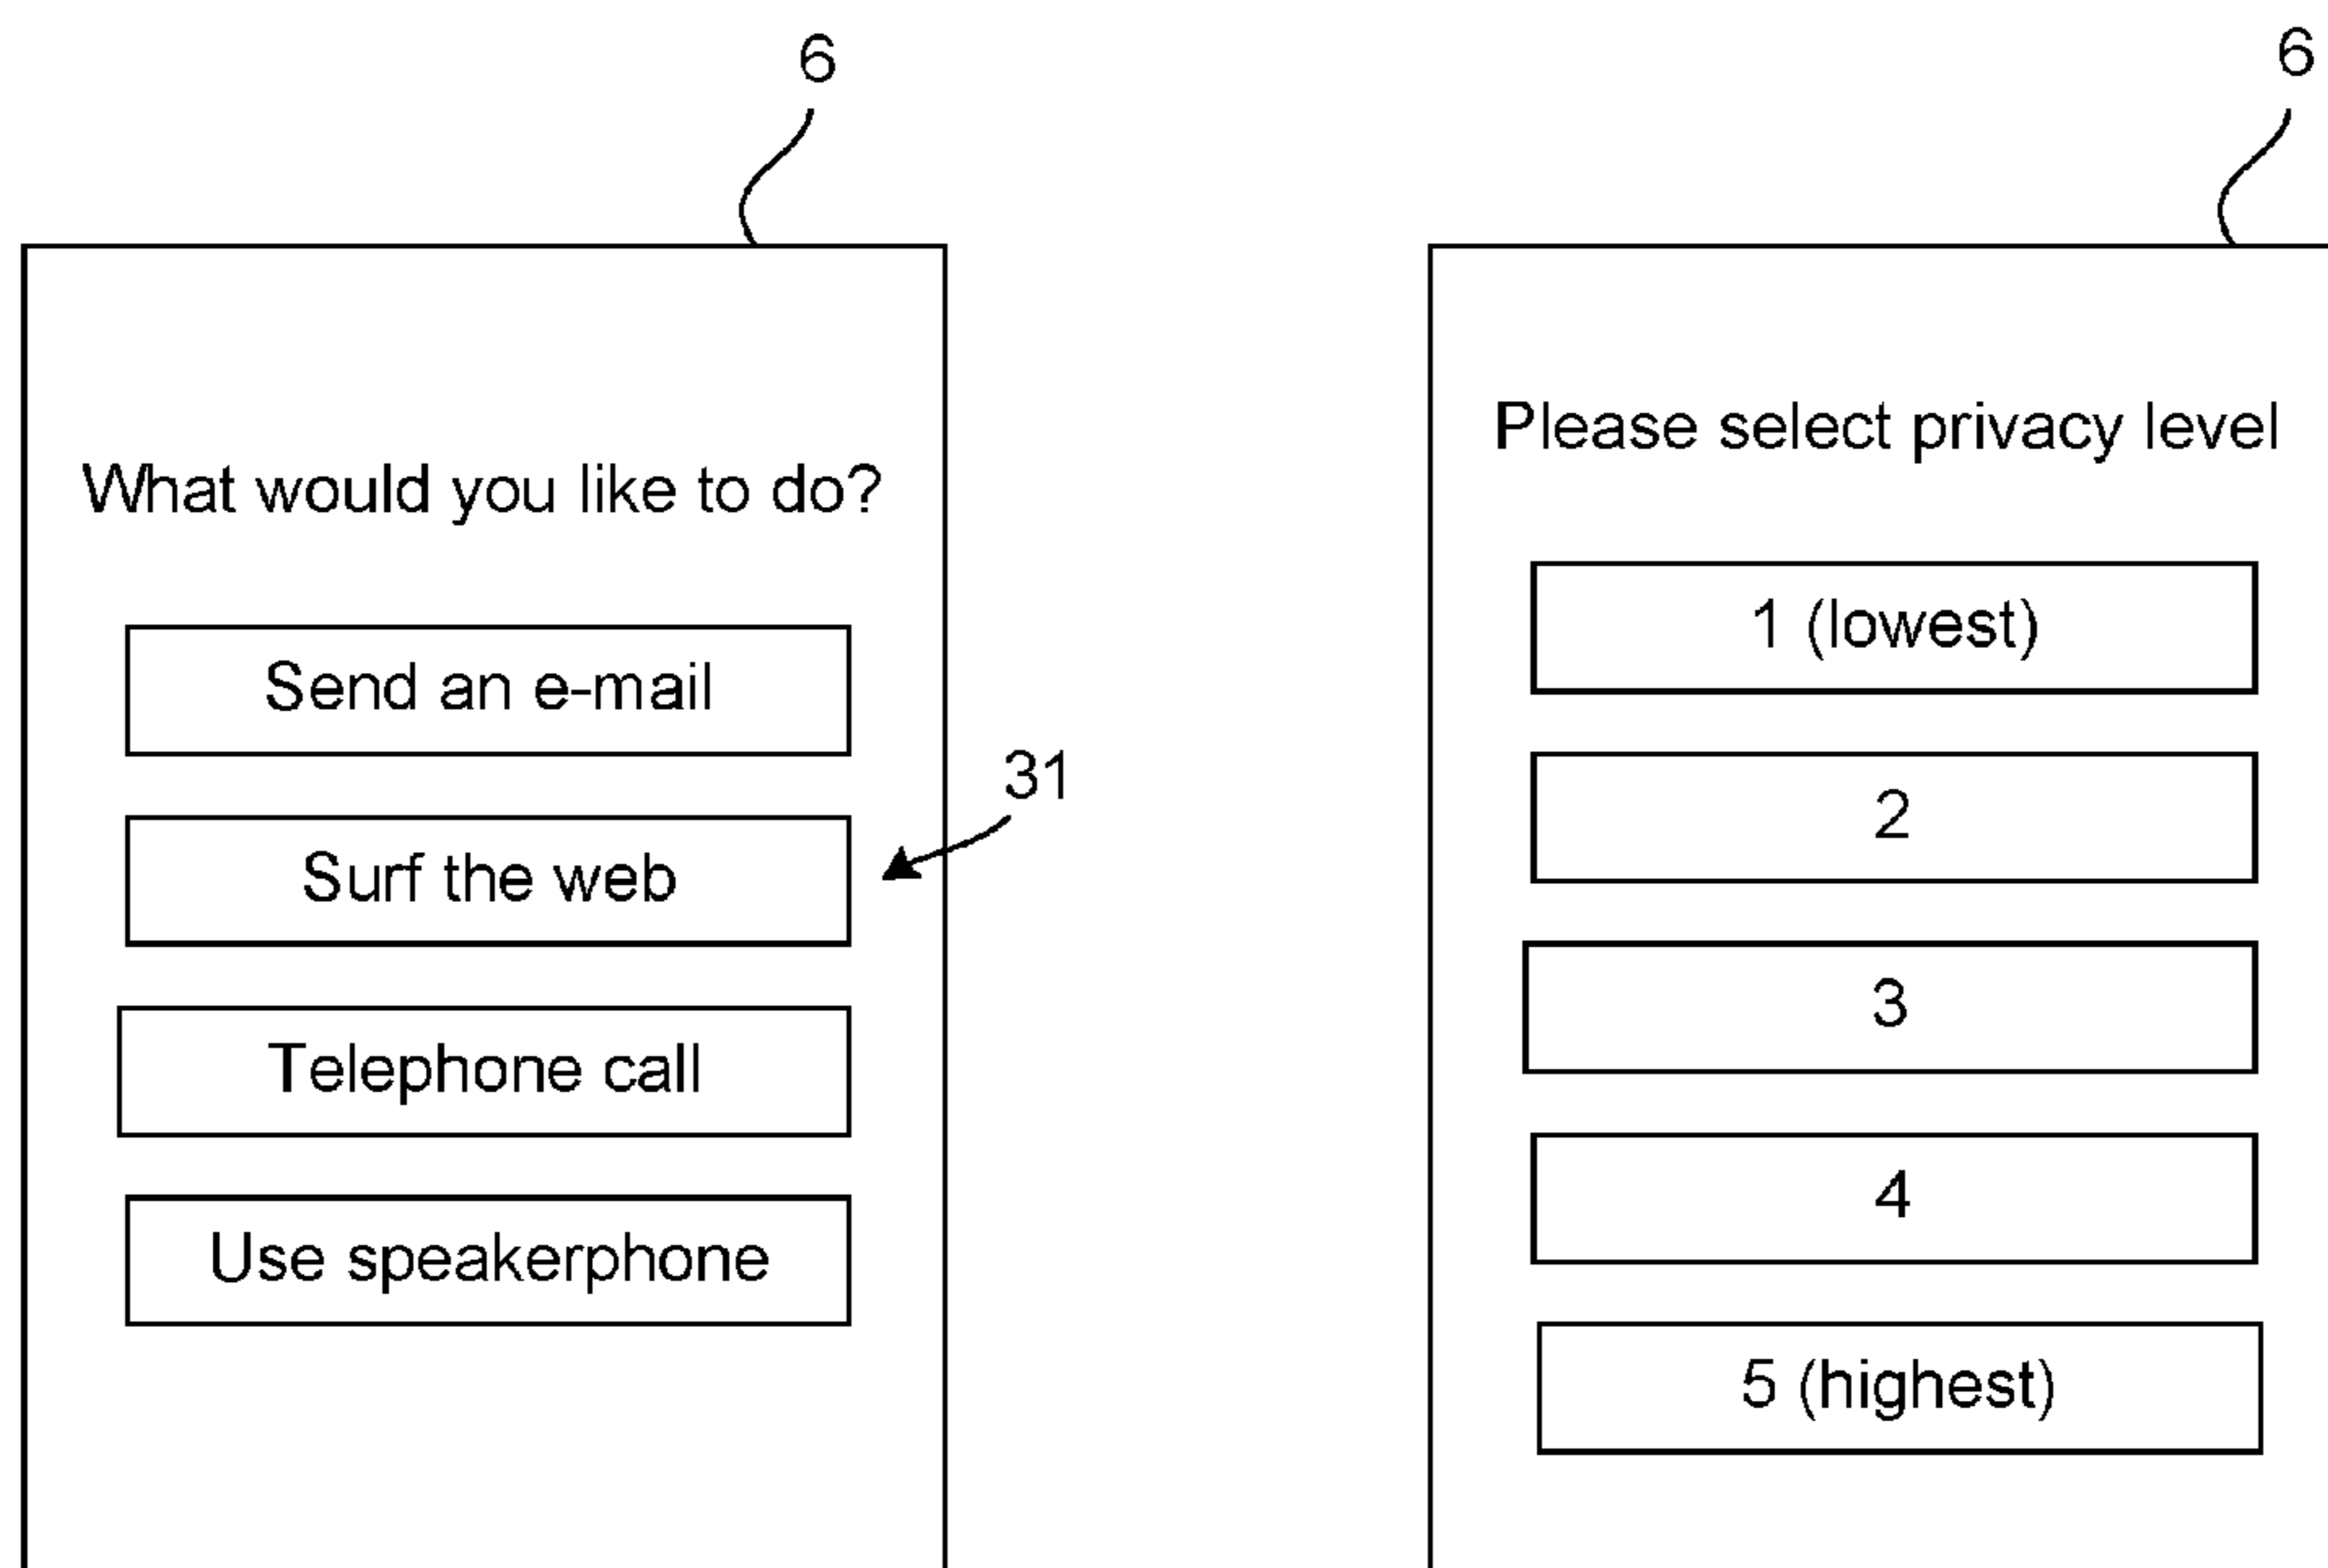 6
What would you like to do?
Send an e-mail
Surf the web
31
Telephone call
Use speakerphone
6
Please select privacy level
1 (lowest)
2
3
4
5 (highest)